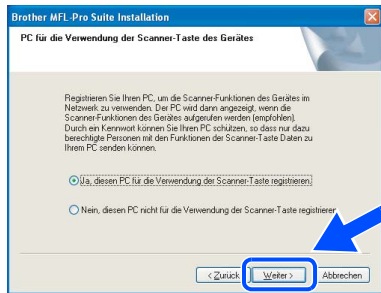 Brother MFL-Pro Suite Installation
PC für die Verwendung der Scanner-Taste des Gerätes
Registrieren Sie Ihren PC, um die Scanner-Funktionen des Gerätes im
Netzwerk zu verwenden. Der PC wird dann angezeigt, wenn die
Scanner-Funktionen des Gerätes aufgerufen werden (empfohlen).
Durch ein Kennwort können Sie Ihren PC schützen, so dass nur dazu
berechtigte Personen mit den Funktionen der Scanner-Taste Daten zu
Ihrem PC senden können.
Ja, diesen PC für die Verwendung der Scanner-Taste registrieren.
Nein, diesen PC nicht für die Verwendung der Scanner-Taste registrieren
< Zurück Weiter > Abbrechen